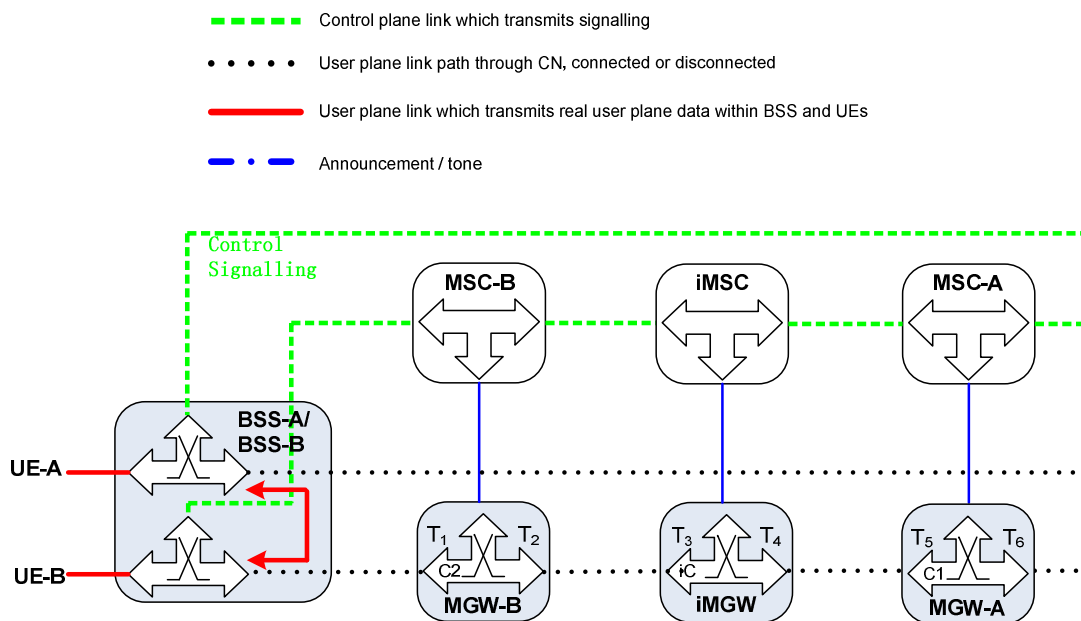 Control plane link which transmits signalling
User plane link path through CN, connected or disconnected
User plane link which transmits real user plane data within BSS and UEs
Announcement / tone
Control
Signalling
MSC-B
iMSC
MSC-A
BSS-A/
BSS-B
UE-A
UE-B
T1
T2
C2
MGW-B
T3
T4
iC
iMGW
T5
T6
C1
MGW-A